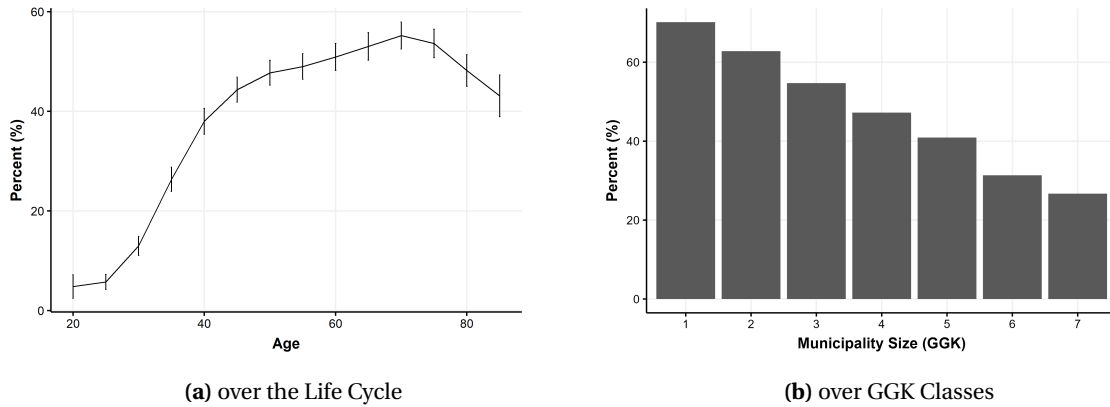 60
40
20
0
Percent (%)
20 40 60 80
Age
(a) over the Life Cycle
60
40
20
0
Percent (%)
1 2 3 4 5 6 7
Municipality Size (GGK)
(b) over GGK Classes